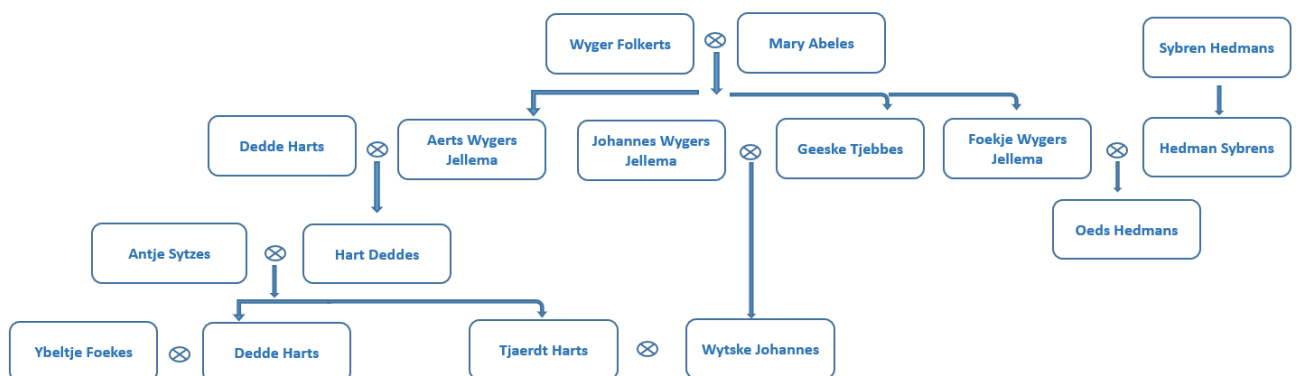 Wyger Folkerts
Mary Abeles
Sybren Hedmans
Dedde Harts
Aerts Wygers
Jellema
Johannes Wygers
Jellema
Geeske Tjebbes
Foekje Wygers
Jellema
Hedman Sybrens
Oeds Hedmans
Antje Sytzes
Hart Deddes
Ybeltje Foekes
Dedde Harts
Tjaerdt Harts
Wytske Johannes